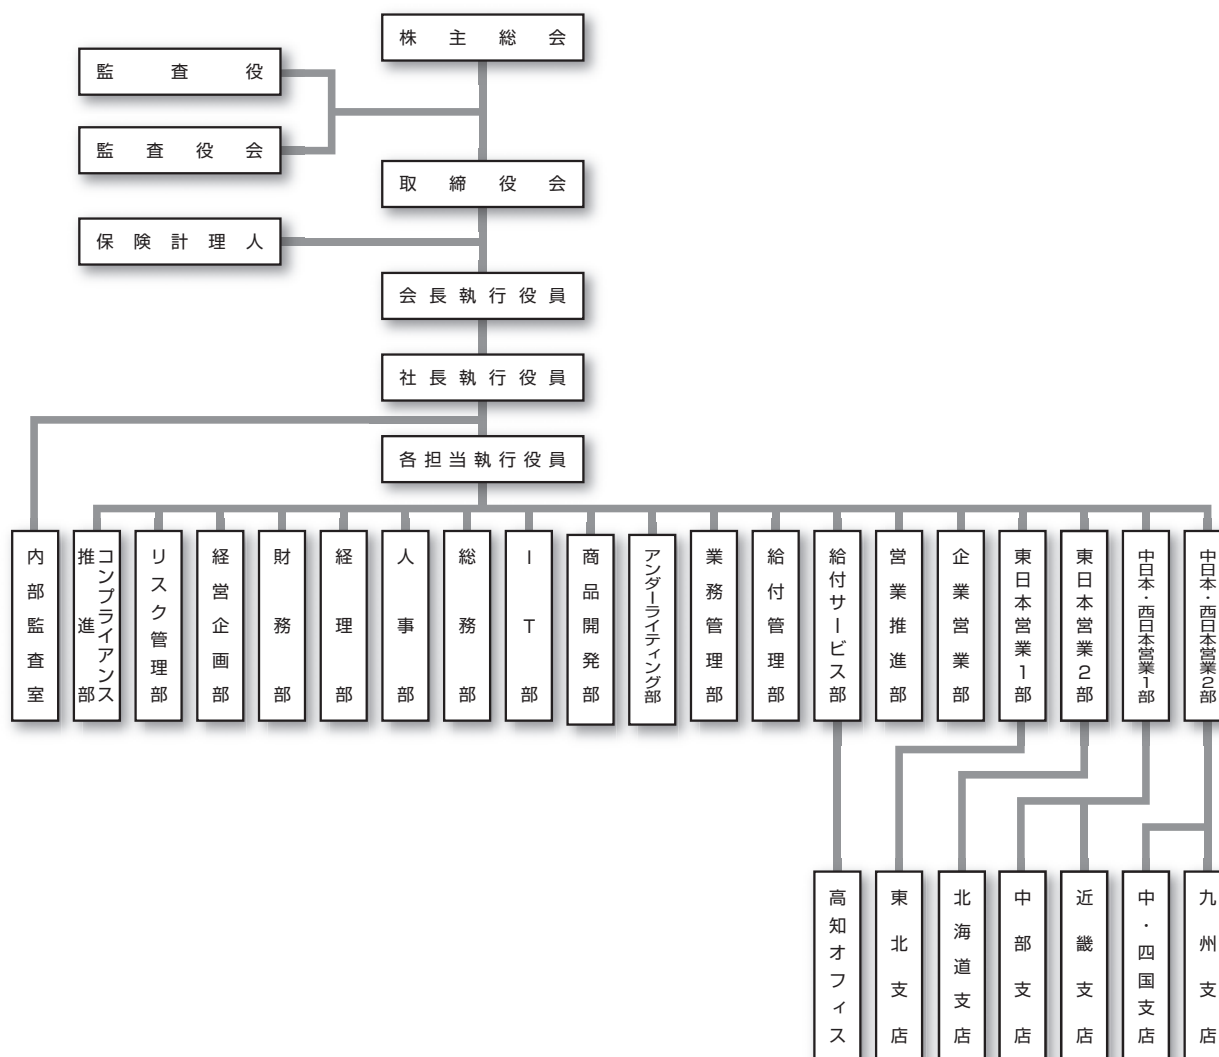 株主総会
監査役
監査役会
取締役会
保険計理人
会長執行役員
社長執行役員
各担当執行役員
内部監査室
コンプライアンス
推進部
リスク管理部
経営企画部
財務部
経理部
人事部
総務部
IT部
商品開発部
アンダーライティング部
業務管理部
給付管理部
給付サービス部
営業推進部
企業営業部
東日本営業1部
東日本営業2部
中日本・西日本営業1部
中日本・西日本営業2部
高知オフィス
東北支店
北海道支店
中部支店
近畿支店
中・四国支店
九州支店